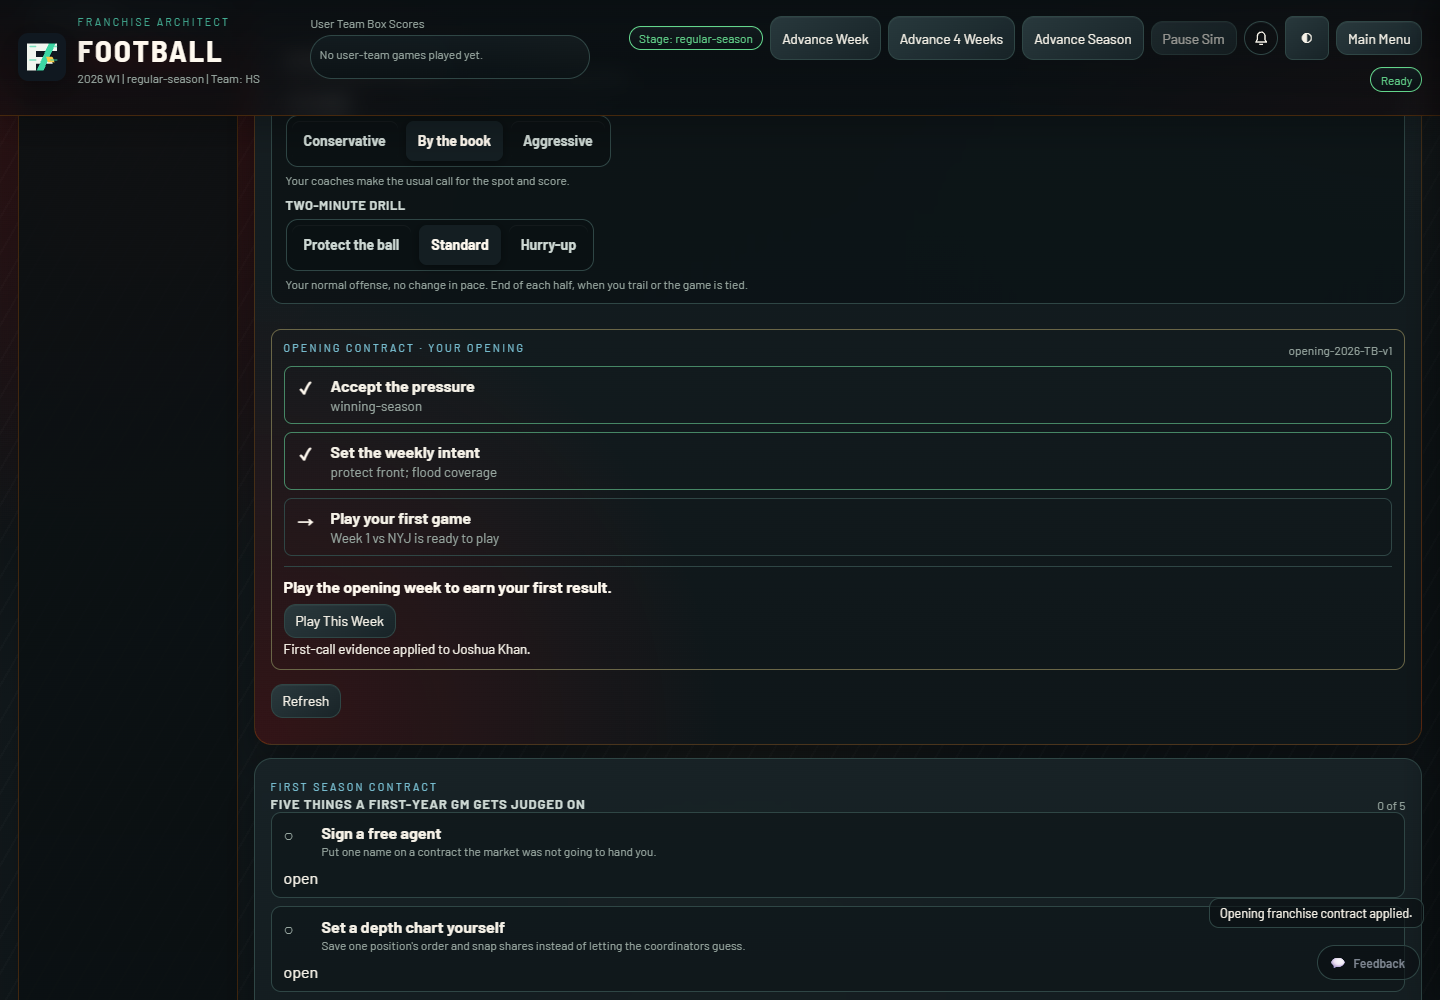 FRANCHISE ARCHITECT
FOOTBALL
2026 W1 | regular-season | Team: HS
User Team Box Scores
No user-team games played yet.
Stage: regular-season
Advance Week
Advance 4 Weeks
Advance Season
Pause Sim
Main Menu
Ready
Conservative
By the book
Aggressive
Your coaches make the usual call for the spot and score.
TWO-MINUTE DRILL
Protect the ball
Standard
Hurry-up
Your normal offense, no change in pace. End of each half, when you trail or the game is tied.
OPENING CONTRACT · YOUR OPENING
opening-2026-TB-v1
✓ Accept the pressure
winning-season
✓ Set the weekly intent
protect front; flood coverage
→ Play your first game
Week 1 vs NYJ is ready to play
Play the opening week to earn your first result.
Play This Week
First-call evidence applied to Joshua Khan.
Refresh
FIRST SEASON CONTRACT
FIVE THINGS A FIRST-YEAR GM GETS JUDGED ON
0 of 5
○ Sign a free agent
Put one name on a contract the market was not going to hand you.
open
○ Set a depth chart yourself
Save one position's order and snap shares instead of letting the coordinators guess.
open
Opening franchise contract applied.
Feedback